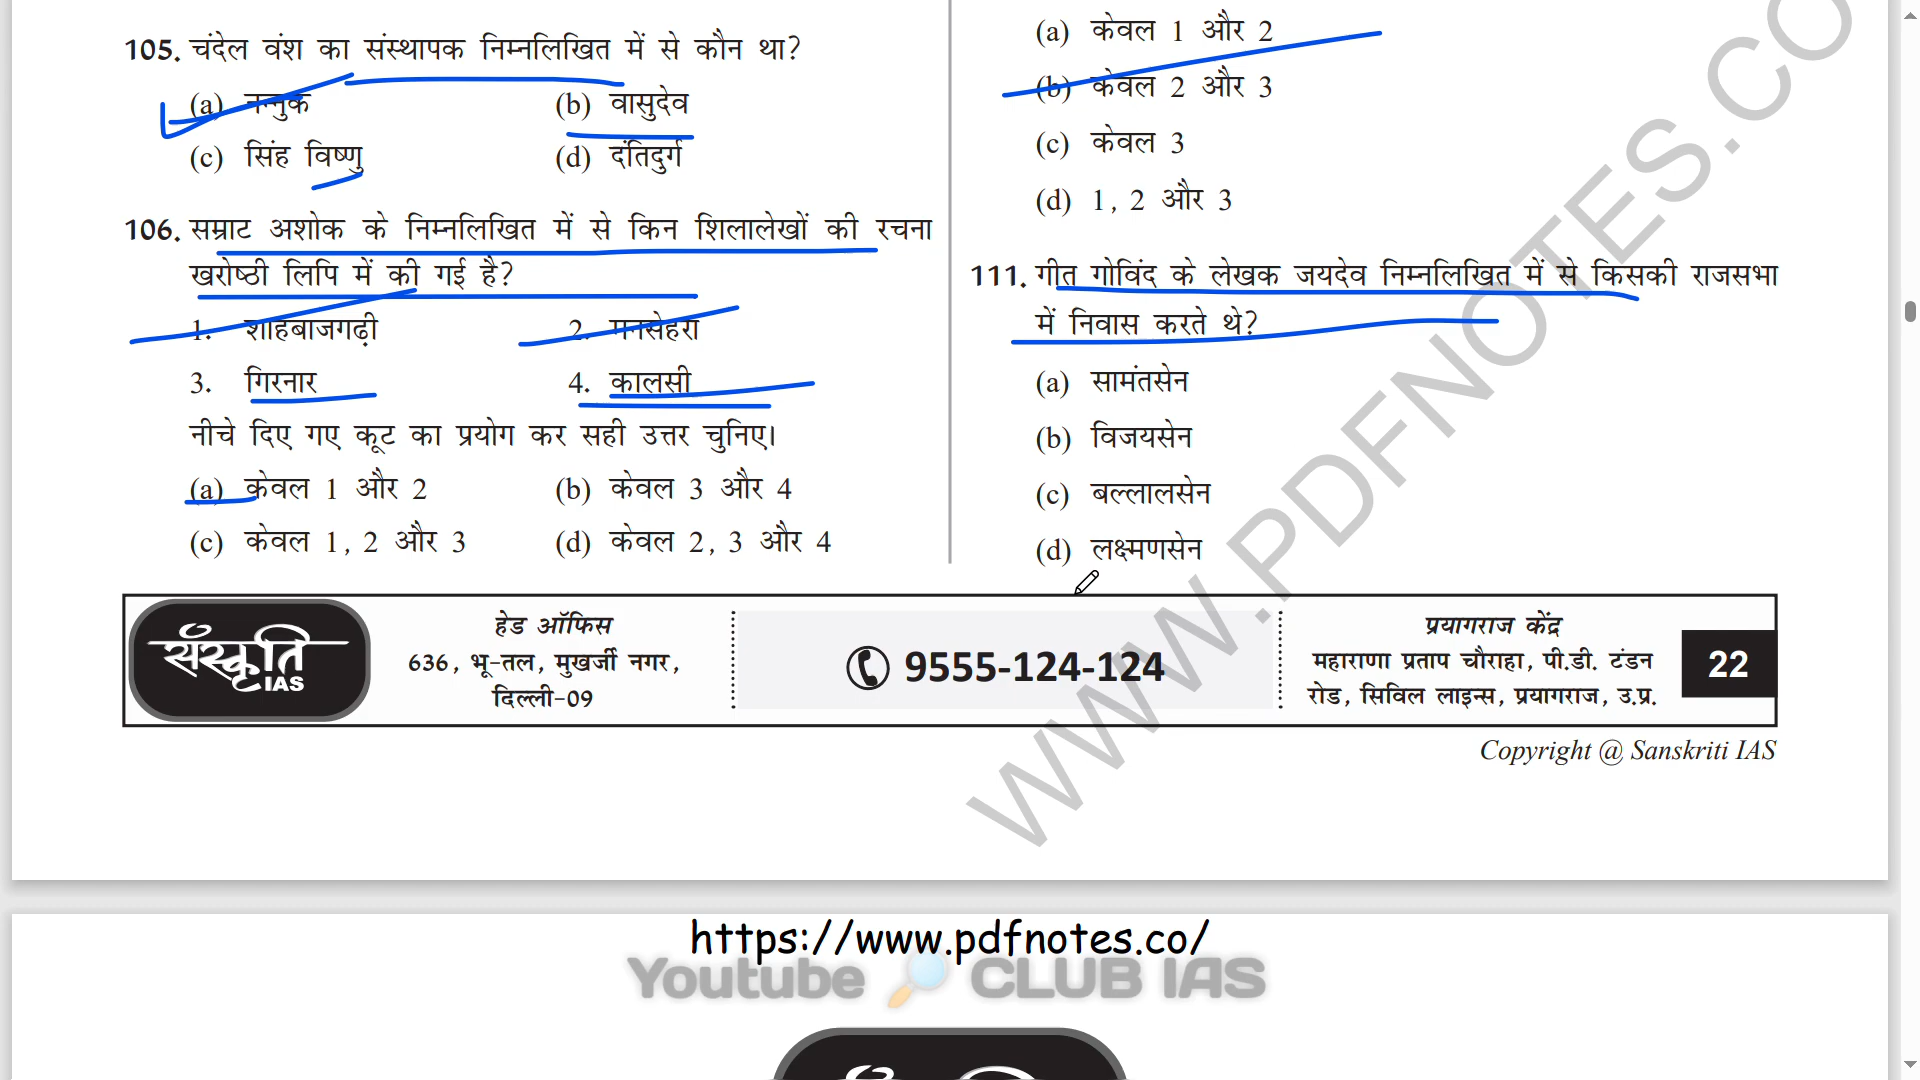 105. चंदेल वंश का संस्थापक निम्नलिखित में से कौन था?
(a) नन्नुक (b) वासुदेव
(c) सिंह विष्णु (d) दंतिदुर्ग
106. सम्राट अशोक के निम्नलिखित में से किन शिलालेखों की रचना
खरोष्ठी लिपि में की गई है?
1. शाहबाजगढ़ी 2. मनसेहरा
3. गिरनार 4. कालसी
नीचे दिए गए कूट का प्रयोग कर सही उत्तर चुनिए।
(a) केवल 1 और 2 (b) केवल 3 और 4
(c) केवल 1, 2 और 3 (d) केवल 2, 3 और 4
(a) केवल 1 और 2
(b) केवल 2 और 3
(c) केवल 3
(d) 1, 2 और 3
111. गीत गोविंद के लेखक जयदेव निम्नलिखित में से किसकी राजसभा
में निवास करते थे?
(a) सामंतसेन
(b) विजयसेन
(c) बल्लालसेन
(d) लक्ष्मणसेन
WWW.PDFNOTES.CO
संस्कृति
IAS
हेड ऑफिस
636, भू-तल, मुखर्जी नगर,
दिल्ली-09
9555-124-124
प्रयागराज केंद्र
महाराणा प्रताप चौराहा, पी.डी. टंडन
रोड, सिविल लाइन्स, प्रयागराज, उ.प्र.
22
Copyright @ Sanskriti IAS
https://www.pdfnotes.co/
Youtube CLUB IAS